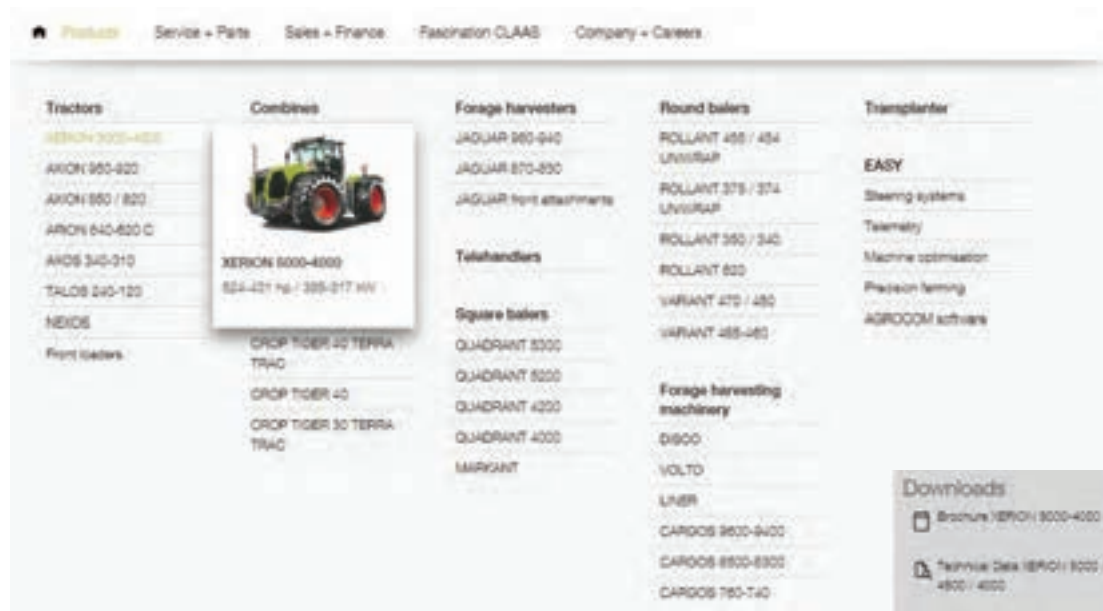 Products
Service + Parts
Sales + Finance
Fascination CLAAS
Company + Careers
Tractors
XERION 5000-4000
AXION 950-920
AXION 850 / 820
ARION 640-620 C
AXOS 340-310
TALOS 240-120
NEXOS
Front loaders
Combines
XERION 5000-4000
524-431 hp / 385-317 kW
CROP TIGER 40 TERRA
TRAC
CROP TIGER 40
CROP TIGER 30 TERRA
TRAC
Forage harvesters
JAGUAR 980-940
JAGUAR 870-830
JAGUAR front attachments
Telehandlers
Square balers
QUADRANT 5300
QUADRANT 5200
QUADRANT 4200
QUADRANT 4000
MARKANT
Round balers
ROLLANT 455 / 454
UNIWRAP
ROLLANT 375 / 374
UNIWRAP
ROLLANT 350 / 340
ROLLANT 620
VARIANT 470 / 450
VARIANT 485-460
Forage harvesting
machinery
DISCO
VOLTO
LINER
CARGOS 9600-9400
CARGOS 8500-8300
CARGOS 760-740
Transplanter
EASY
Steering systems
Telemetry
Machine optimisation
Precision farming
AGROCOM software
Downloads
Brochure XERION 5000-4000
Technical Data XERION 5000 /
4500 / 4000